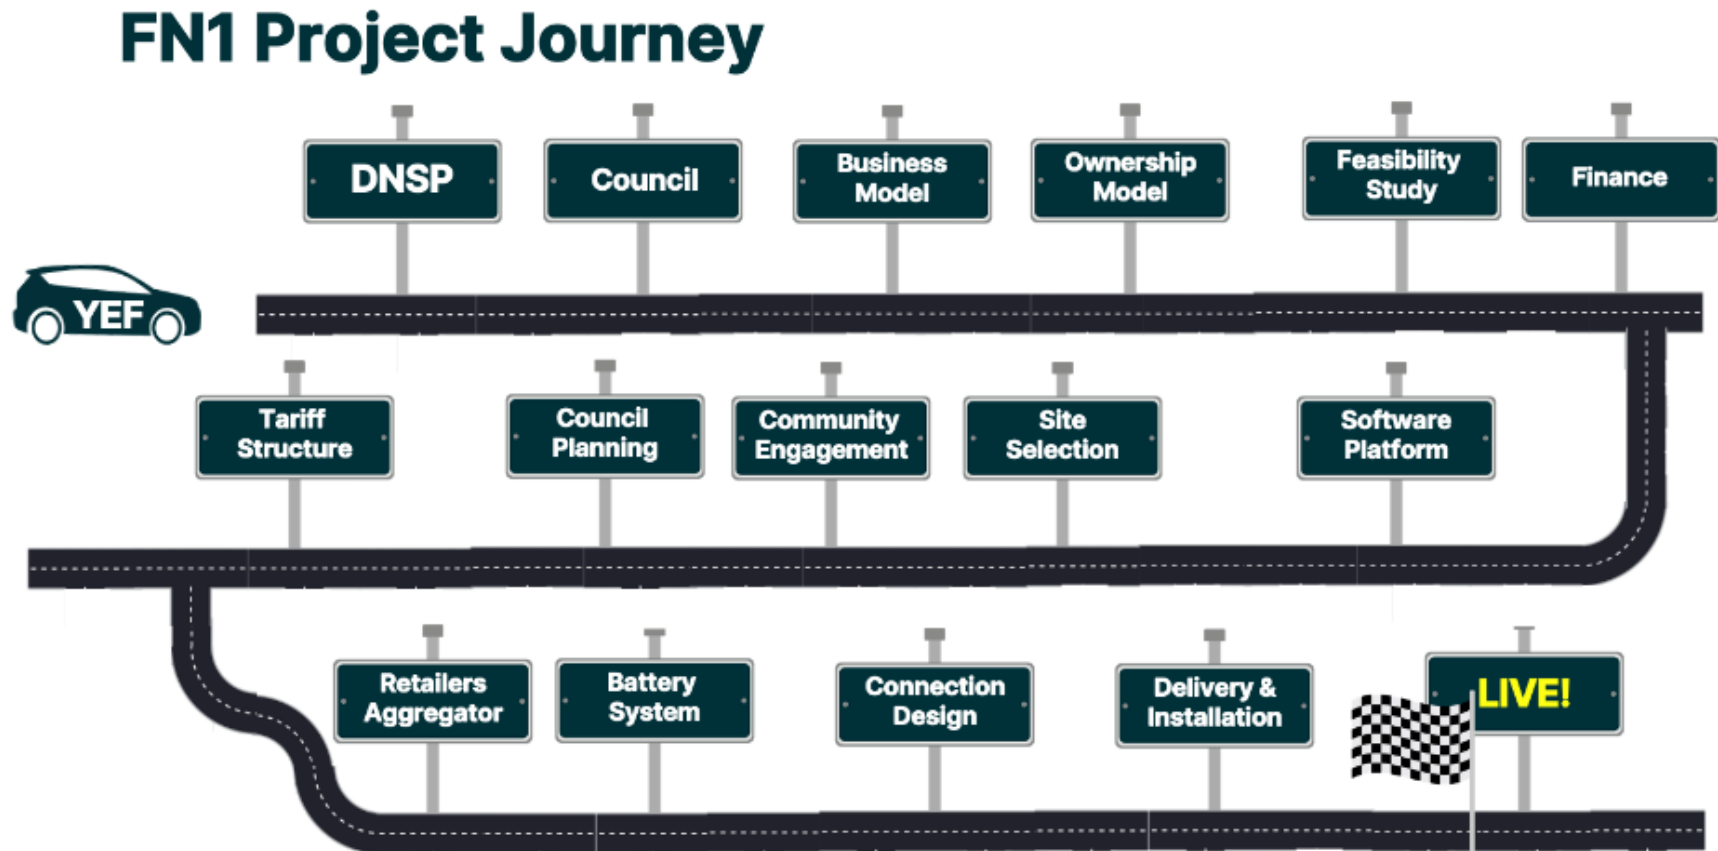 FN1 Project Journey
DNSP
Council
Business
Model
Ownership
Model
Feasibility
Study
Finance
YEF
Tariff
Structure
Council
Planning
Community
Engagement
Site
Selection
Software
Platform
Retailers
Aggregator
Battery
System
Connection
Design
Delivery &
Installation
LIVE!